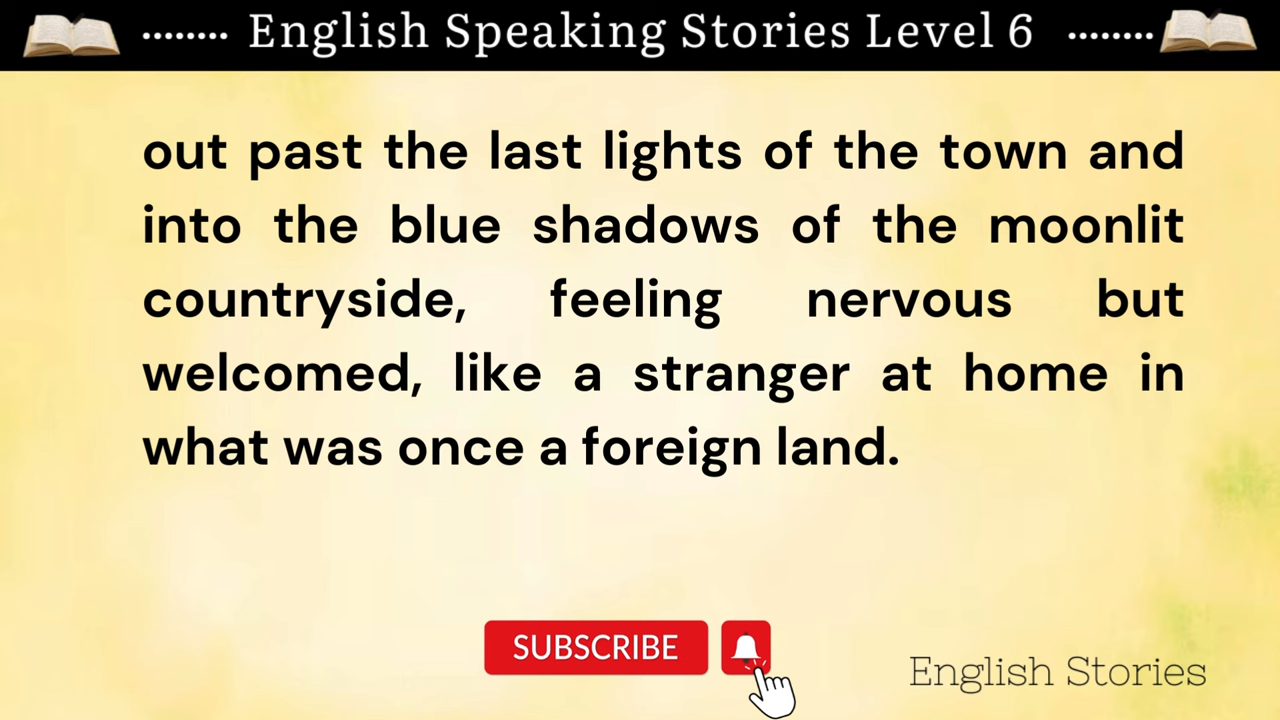 ........ English Speaking Stories Level 6 ........
out past the last lights of the town and
into the blue shadows of the moonlit
countryside, feeling nervous but
welcomed, like a stranger at home in
what was once a foreign land.
SUBSCRIBE
English Stories